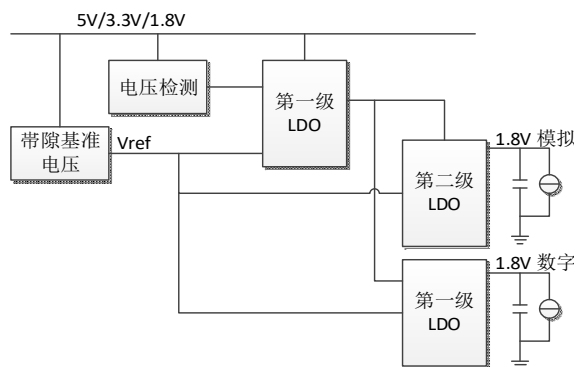 5V/3.3V/1.8V
电压检测
第一级
LDO
带隙基准
电压
Vref
1.8V 模拟
第二级
LDO
1.8V 数字
第一级
LDO